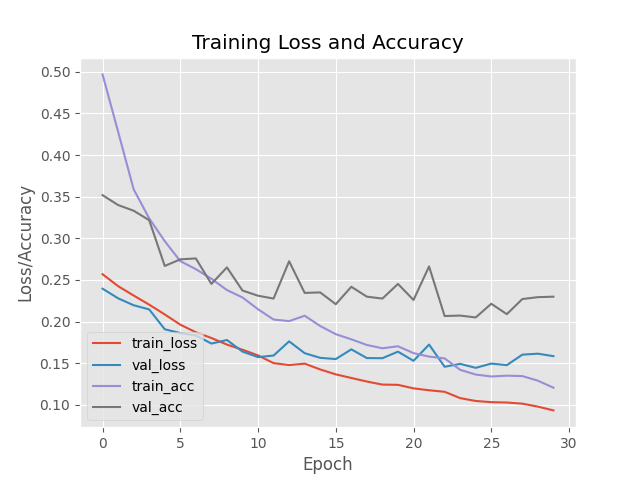 Training Loss and Accuracy
0.50
0.45
0.40
0.35
0.30
0.25
0.20
0.15
0.10
Loss/Accuracy
train_loss
val_loss
train_acc
val_acc
0 5 10 15 20 25 30
Epoch